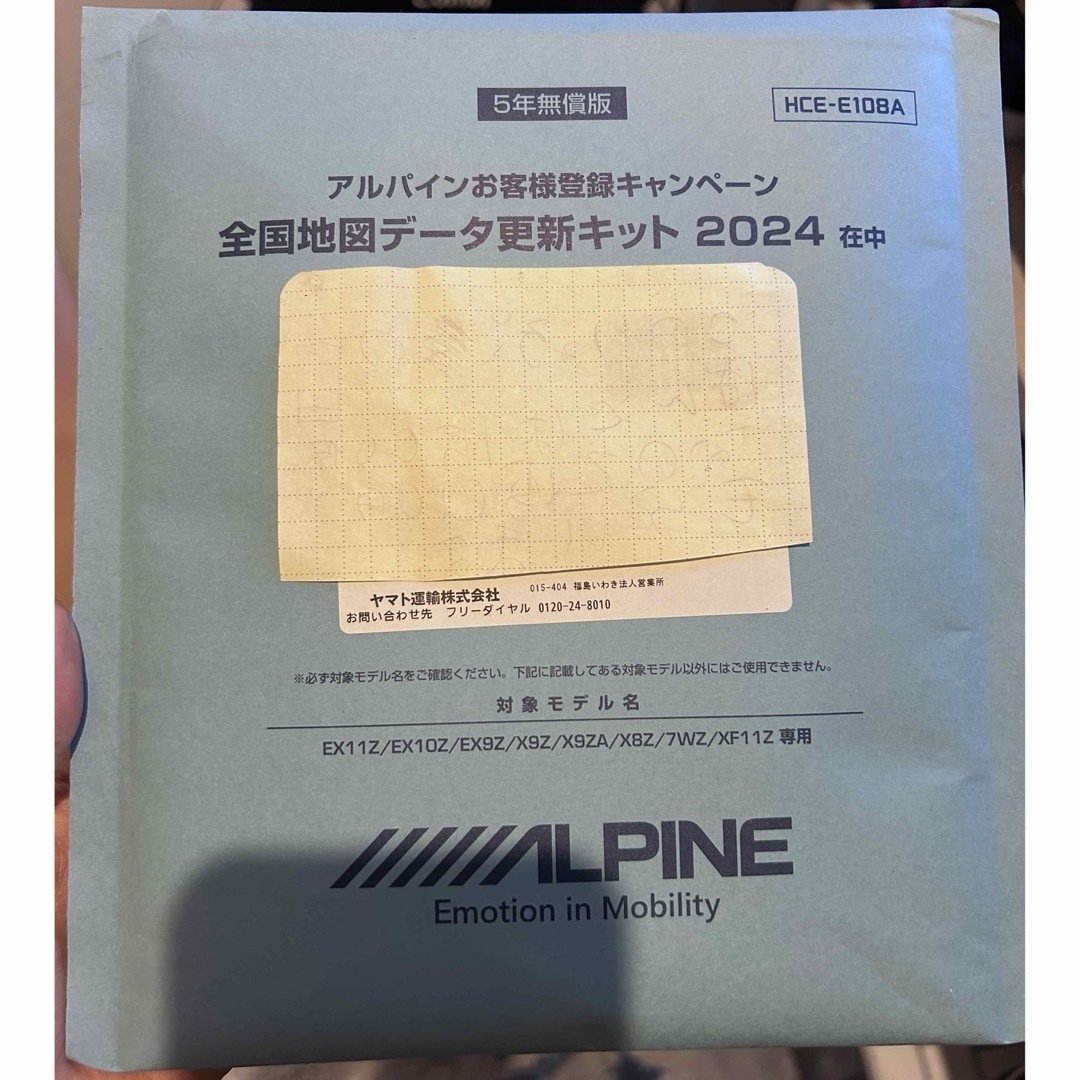 5年無償版
HCE-E108A
アルパインお客様登録キャンペーン
全国地図データ更新キット 2024 在中
015-404 福島いわき法人営業所
ヤマト運輸株式会社
お問い合わせ先 フリーダイヤル 0120-24-8010
※必ず対象モデル名をご確認ください。下記に記載してある対象モデル以外にはご使用できません。
対象モデル名
EX11Z/EX10Z/EX9Z/X9Z/X9ZA/X8Z/7WZ/XF11Z 専用
ALPINE
Emotion in Mobility